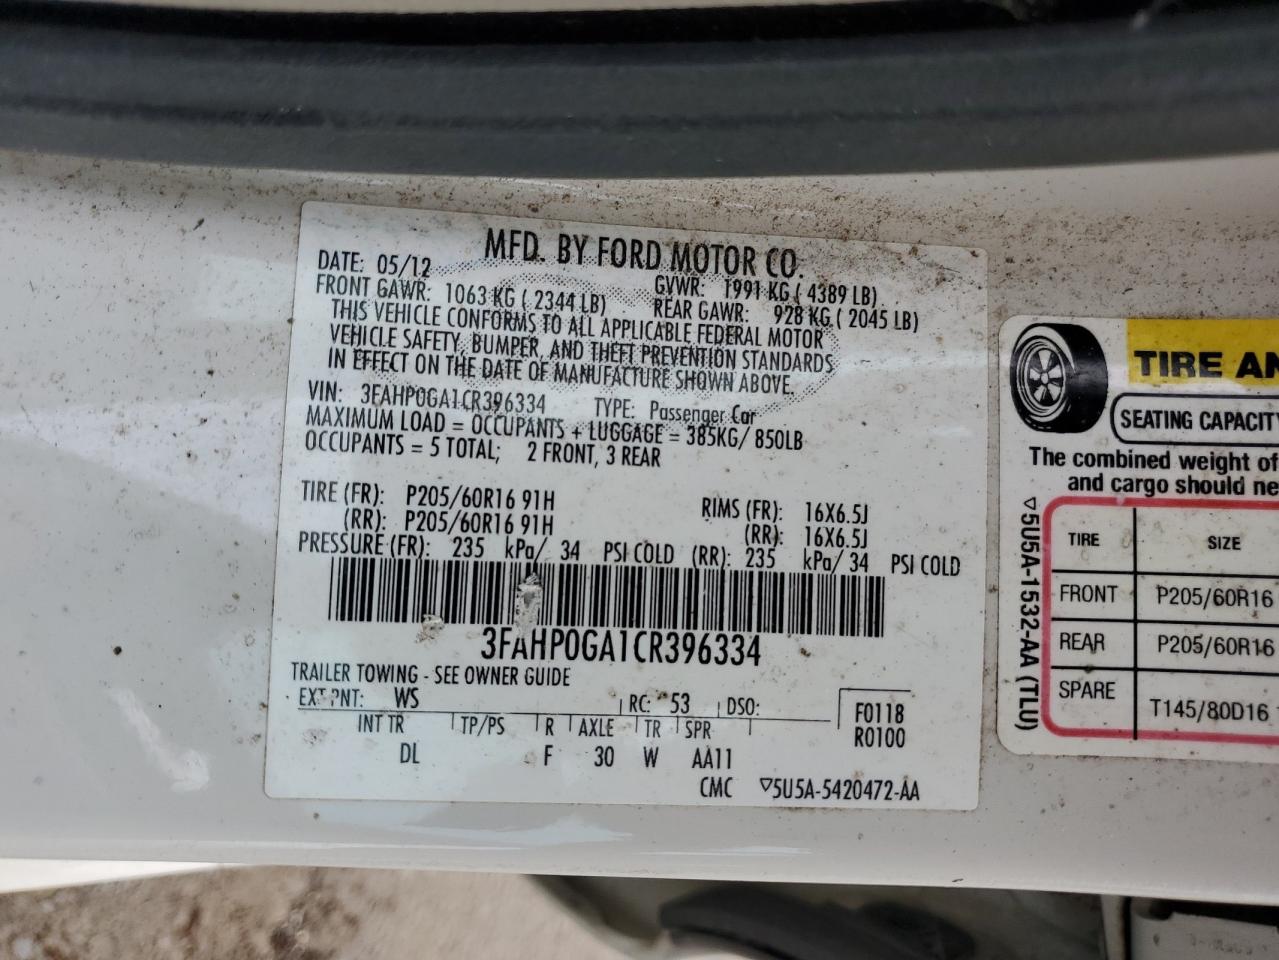 MFD. BY FORD MOTOR CO.
DATE: 05/12 GVWR: 1991 KG ( 4389 LB)
FRONT GAWR: 1063 KG ( 2344 LB) REAR GAWR: 928 KG ( 2045 LB)
THIS VEHICLE CONFORMS TO ALL APPLICABLE FEDERAL MOTOR
VEHICLE SAFETY, BUMPER, AND THEFT PREVENTION STANDARDS
IN EFFECT ON THE DATE OF MANUFACTURE SHOWN ABOVE.
VIN: 3FAHP0GA1CR396334 TYPE: Passenger Car
MAXIMUM LOAD = OCCUPANTS + LUGGAGE = 385KG/ 850LB
OCCUPANTS = 5 TOTAL; 2 FRONT, 3 REAR
TIRE (FR): P205/60R16 91H RIMS (FR): 16X6.5J
(RR): P205/60R16 91H (RR): 16X6.5J
PRESSURE (FR): 235 kPa/ 34 PSI COLD (RR): 235 kPa/ 34 PSI COLD
3FAHP0GA1CR396334
TRAILER TOWING - SEE OWNER GUIDE
EXT PNT: WS RC: 53 DSO:
F0118
R0100
INT TR TP/PS R AXLE TR SPR
DL F 30 W AA11
CMC ▽5U5A-5420472-AA
TIRE AN
SEATING CAPACITY
The combined weight of
and cargo should ne
▽5U5A-1532-AA (TLU)
TIRE SIZE
FRONT P205/60R16
REAR P205/60R16
SPARE T145/80D16